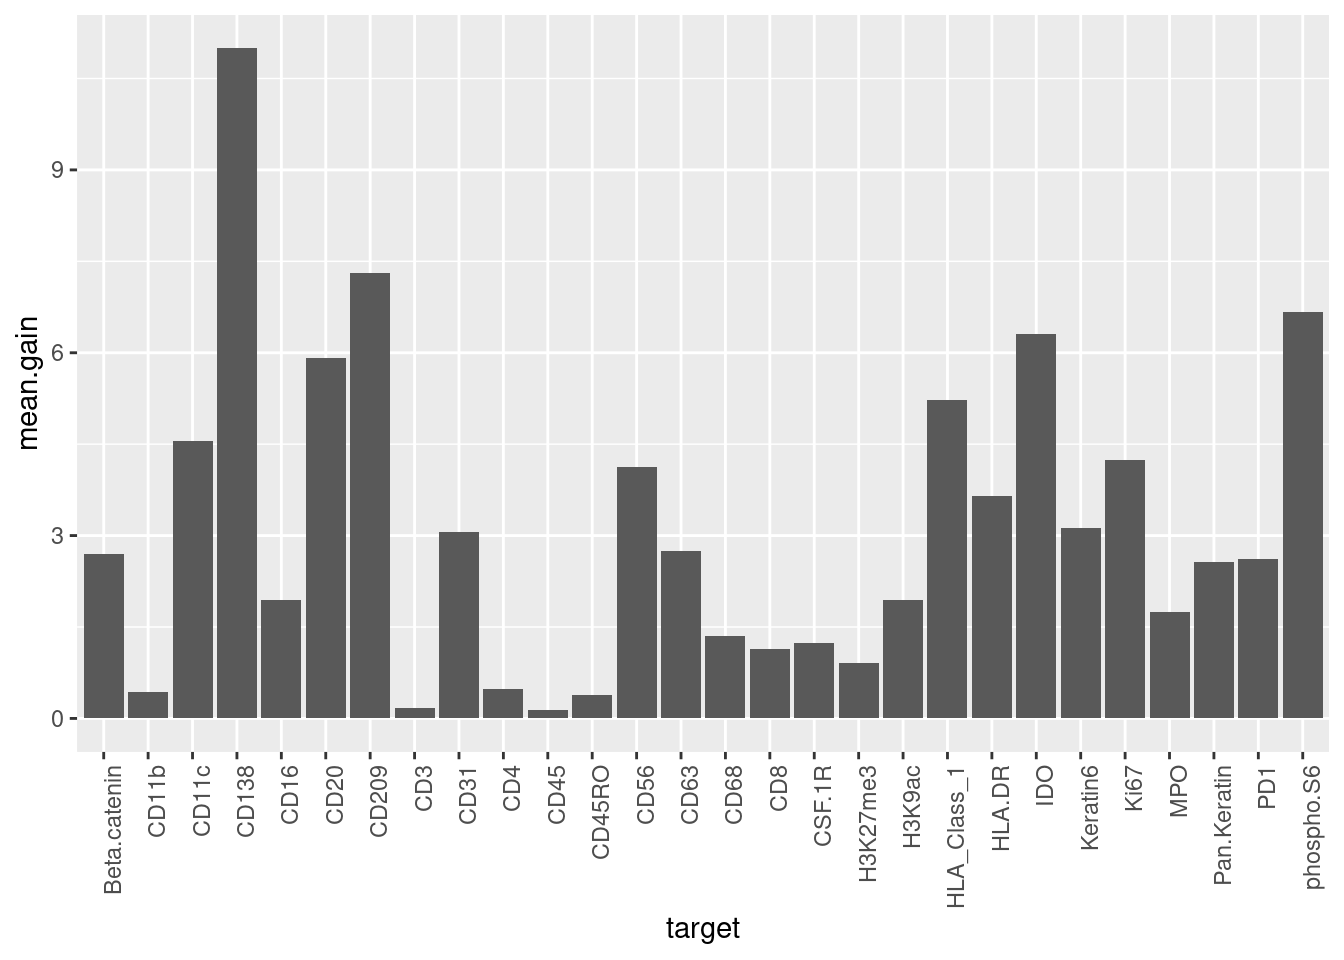 mean.gain
9
6
3
0
Beta.catenin
CD11b
CD11c
CD138
CD16
CD20
CD209
CD3
CD31
CD4
CD45
CD45RO
CD56
CD63
CD68
CD8
CSF.1R
H3K27me3
H3K9ac
HLA_Class_1
HLA.DR
IDO
Keratin6
Ki67
MPO
Pan.Keratin
PD1
phospho.S6
target